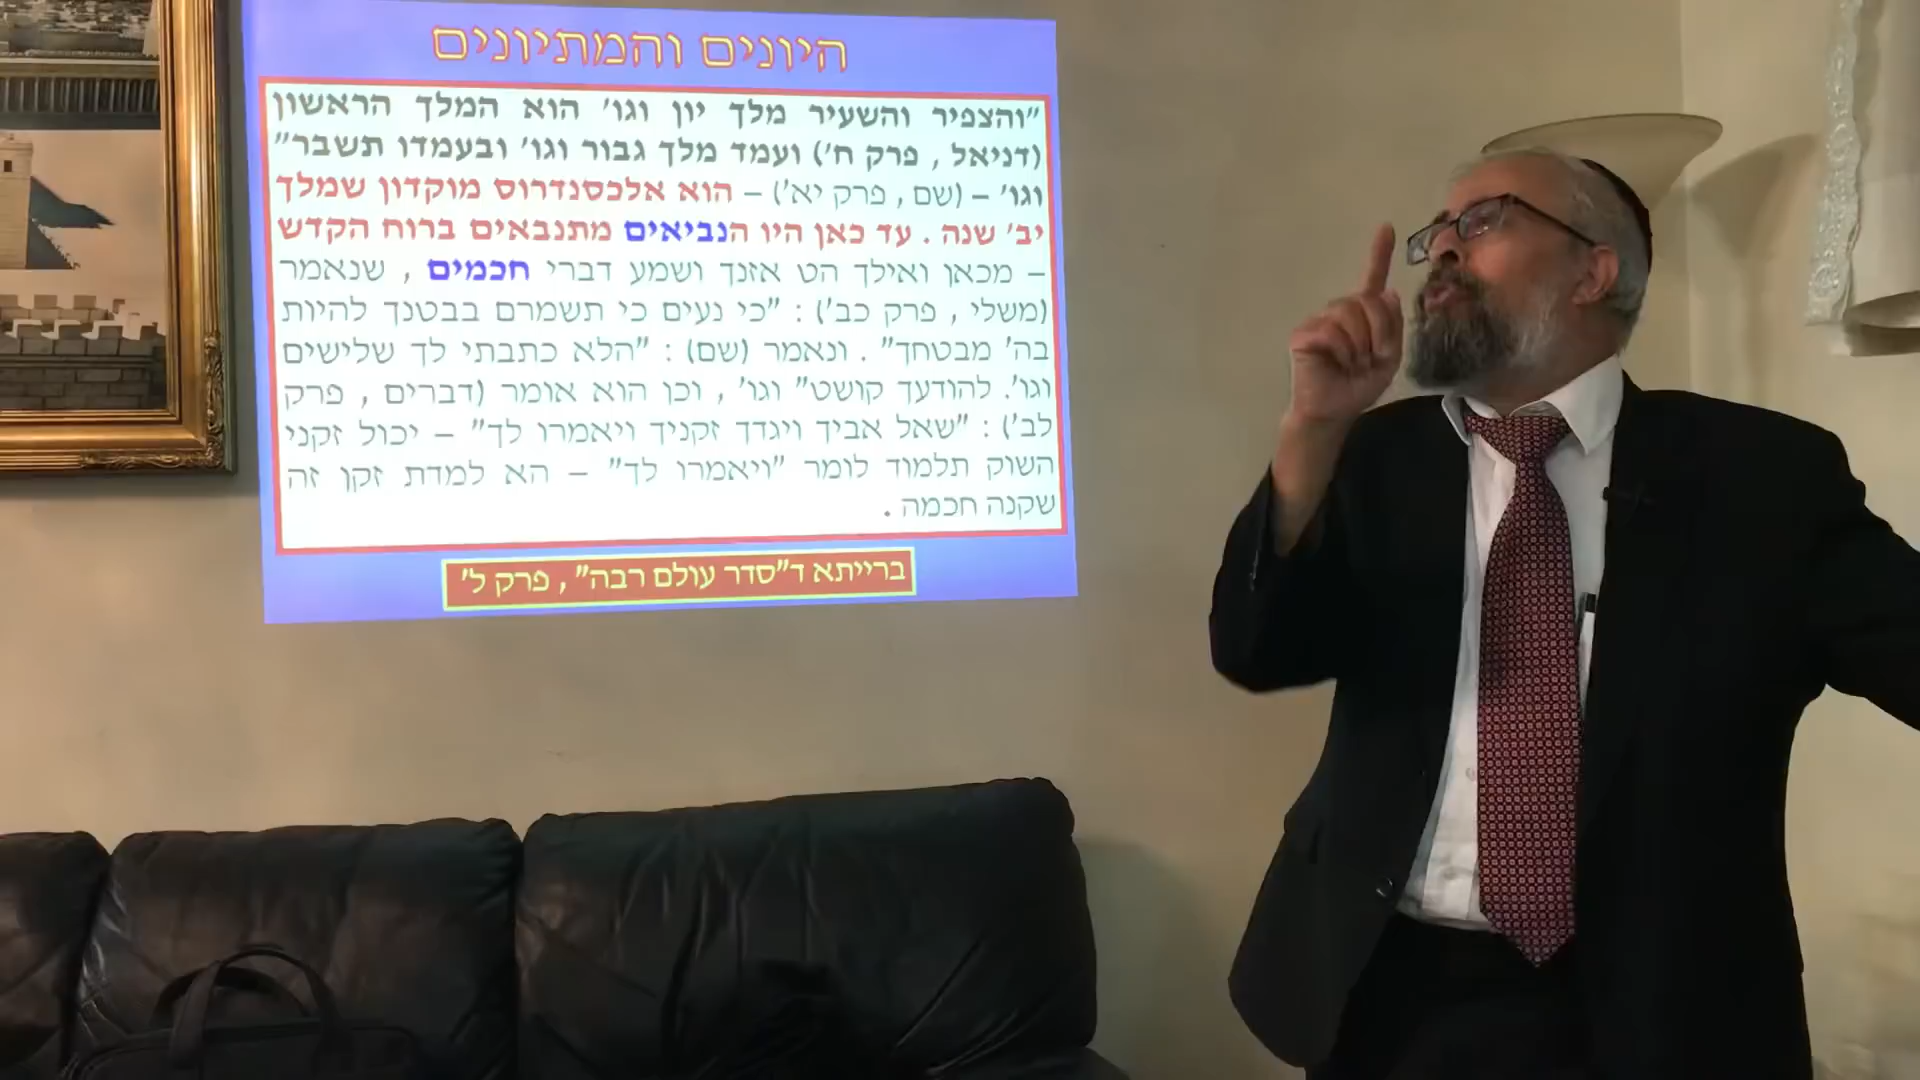 היונים והמתיונים
"והצפיר והשעיר מלך יון וגו' הוא המלך הראשון
(דניאל , פרק ח') ועמד מלך גבור וגו' ובעמדו תשבר"
וגו' – (שם , פרק יא') – הוא אלכסנדרוס מוקדון שמלך
יב' שנה . עד כאן היו הנביאים מתנבאים ברוח הקדש
– מכאן ואילך הט אזנך ושמע דברי חכמים , שנאמר
(משלי , פרק כב') : "כי נעים כי תשמרם בבטנך להיות
בה' מבטחך" . ונאמר (שם) : "הלא כתבתי לך שלישים
וגו'. להודעך קושט" וגו' , וכן הוא אומר (דברים , פרק
לב') : "שאל אביך ויגדך זקניך ויאמרו לך" – יכול זקני
השוק תלמוד לומר "ויאמרו לך" – הא למדת זקן זה
שקנה חכמה .
ברייתא ד"סדר עולם רבה" , פרק ל'